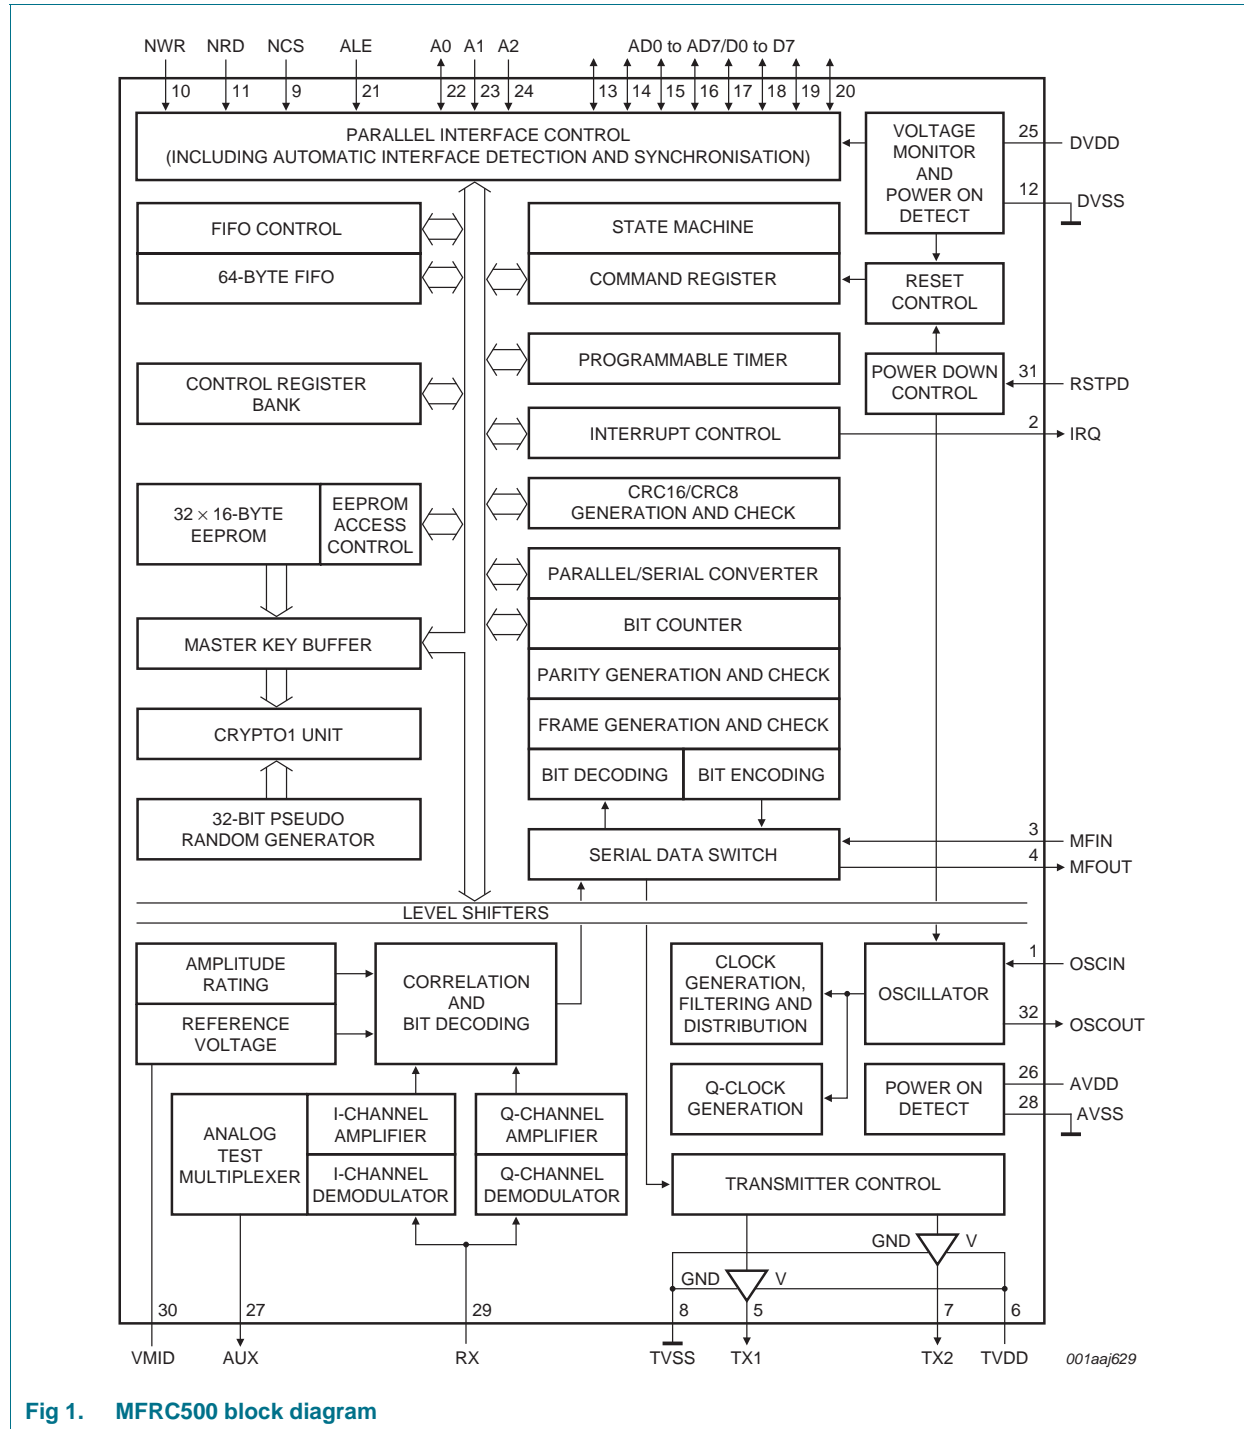 NWR NRD NCS ALE A0 A1 A2 AD0 to AD7/D0 to D7
10 11 9 21 22 23 24 13 14 15 16 17 18 19 20
PARALLEL INTERFACE CONTROL
(INCLUDING AUTOMATIC INTERFACE DETECTION AND SYNCHRONISATION)
VOLTAGE
MONITOR
AND
POWER ON
DETECT
25
DVDD
12
DVSS
FIFO CONTROL
64-BYTE FIFO
STATE MACHINE
COMMAND REGISTER
RESET
CONTROL
CONTROL REGISTER
BANK
PROGRAMMABLE TIMER
POWER DOWN
CONTROL
31
RSTPD
INTERRUPT CONTROL
2
IRQ
32 × 16-BYTE
EEPROM
EEPROM
ACCESS
CONTROL
CRC16/CRC8
GENERATION AND CHECK
PARALLEL/SERIAL CONVERTER
BIT COUNTER
MASTER KEY BUFFER
PARITY GENERATION AND CHECK
FRAME GENERATION AND CHECK
CRYPTO1 UNIT
BIT DECODING
BIT ENCODING
32-BIT PSEUDO
RANDOM GENERATOR
SERIAL DATA SWITCH
3
MFIN
4
MFOUT
LEVEL SHIFTERS
AMPLITUDE
RATING
REFERENCE
VOLTAGE
CORRELATION
AND
BIT DECODING
CLOCK
GENERATION,
FILTERING AND
DISTRIBUTION
OSCILLATOR
1
OSCIN
32
OSCOUT
Q-CLOCK
GENERATION
POWER ON
DETECT
26
AVDD
28
AVSS
ANALOG
TEST
MULTIPLEXER
I-CHANNEL
AMPLIFIER
I-CHANNEL
DEMODULATOR
Q-CHANNEL
AMPLIFIER
Q-CHANNEL
DEMODULATOR
TRANSMITTER CONTROL
GND V
GND V
30 27 29 8 5 7 6
VMID AUX RX TVSS TX1 TX2 TVDD 001aaj629
Fig 1. MFRC500 block diagram